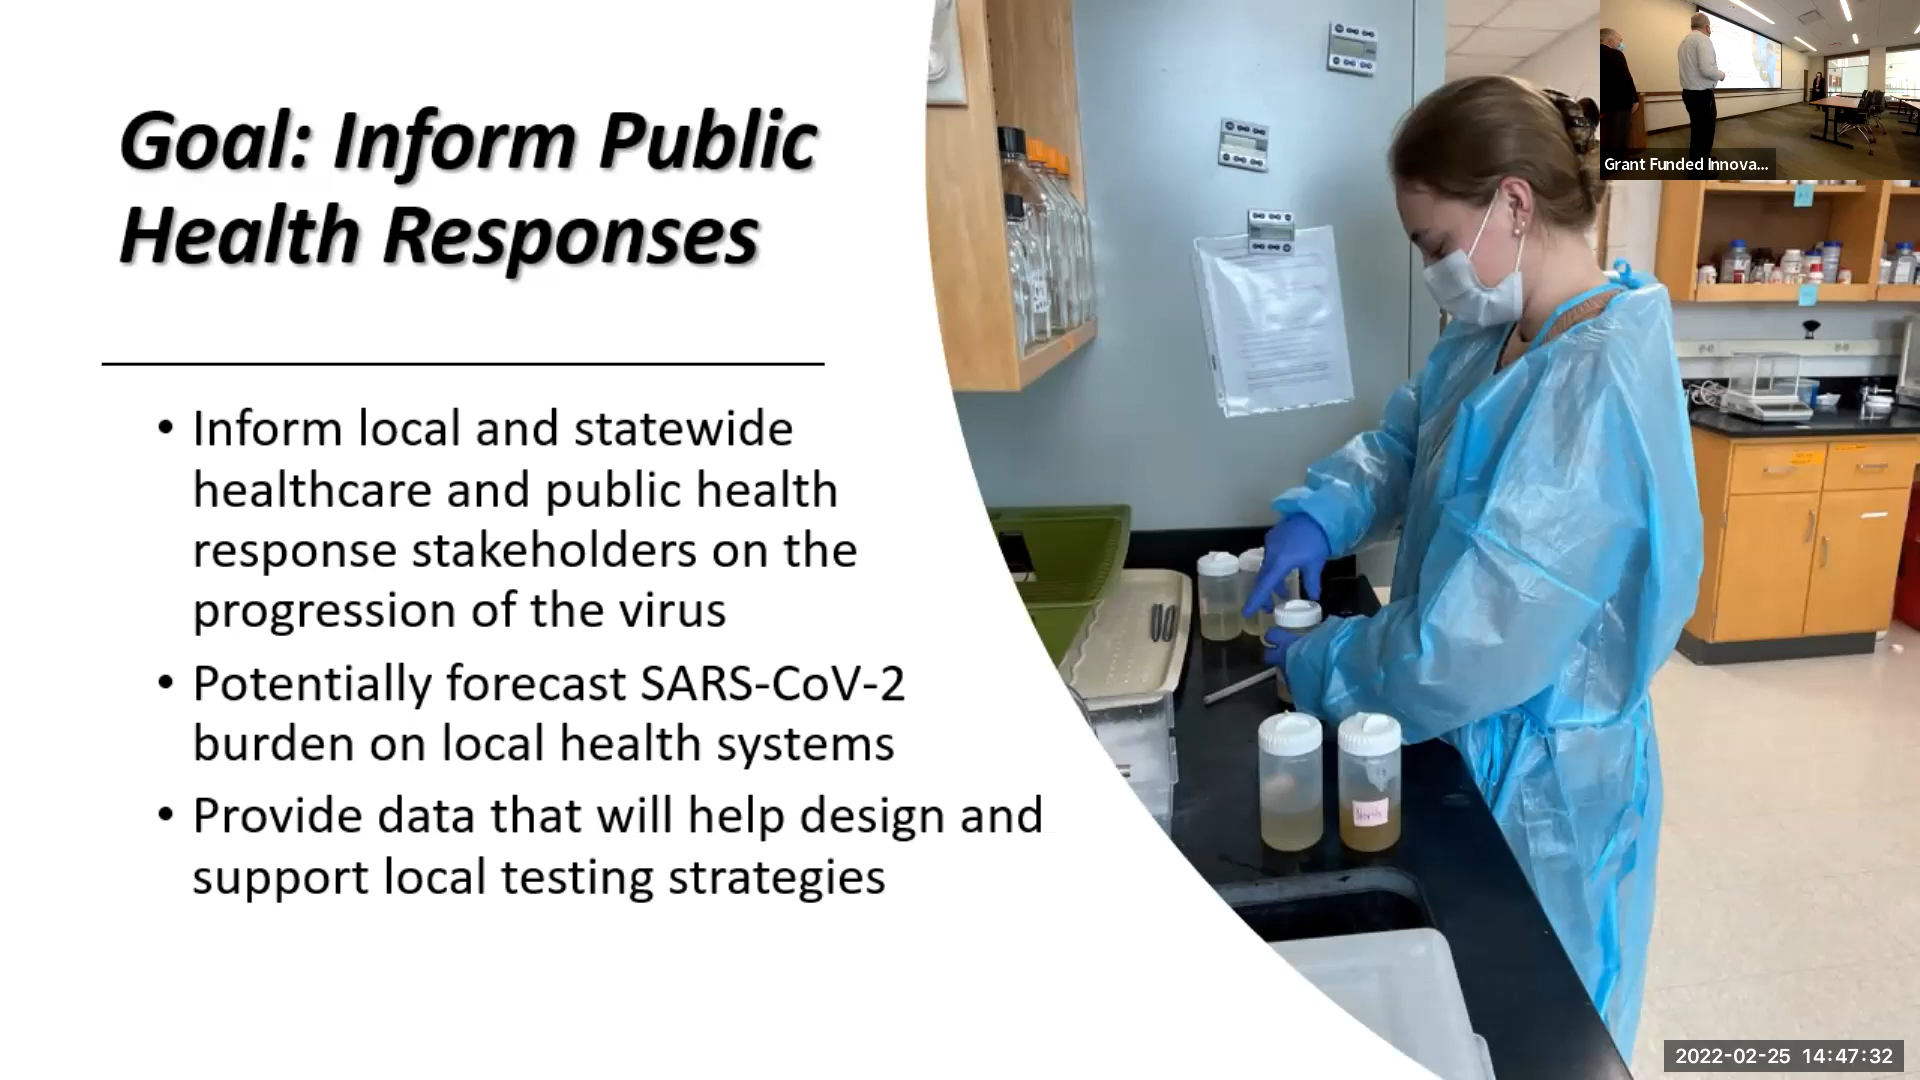 Goal: Inform Public
Health Responses
• Inform local and statewide
healthcare and public health
response stakeholders on the
progression of the virus
• Potentially forecast SARS-CoV-2
burden on local health systems
• Provide data that will help design and
support local testing strategies
Grant Funded Innova...
North
2022-02-25 14:47:32